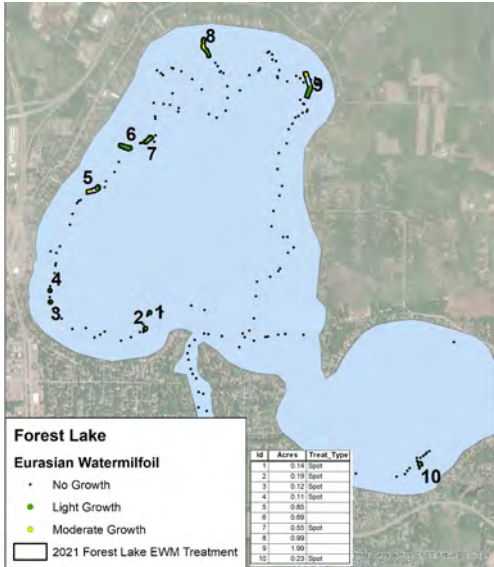 8
9
6
7
5
4
3
2 1
10
Forest Lake
Eurasian Watermilfoil
No Growth
Light Growth
Moderate Growth
2021 Forest Lake EWM Treatment
Id Acres Treat_Type
1 0.14 Spot
2 0.19 Spot
3 0.12 Spot
4 0.11 Spot
5 0.85
6 0.69
7 0.55 Spot
8 0.99
9 1.99
10 0.23 Spot